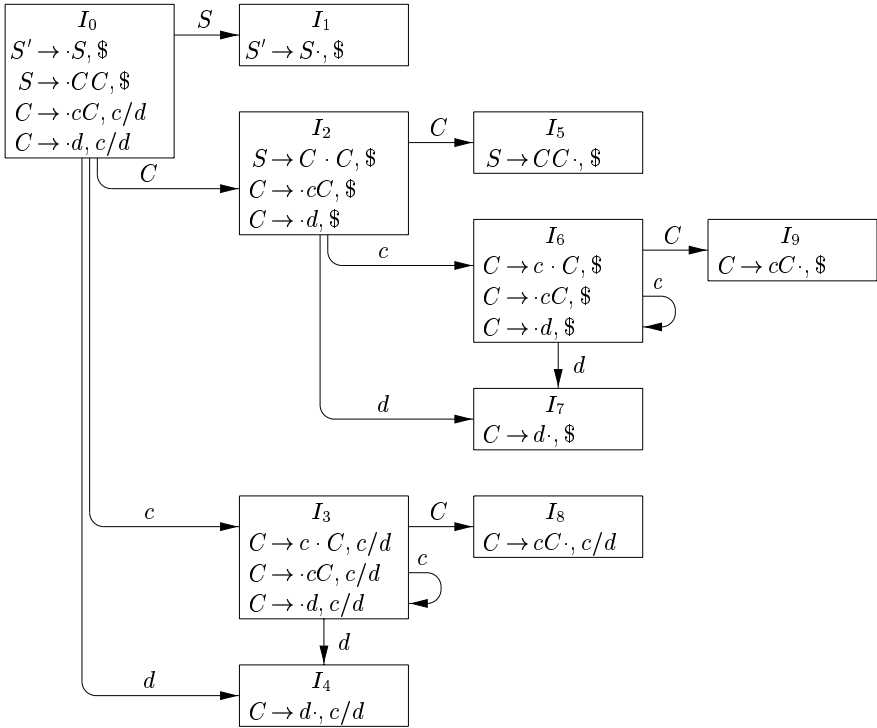 I₀
S' → ·S, $
S → ·CC, $
C → ·cC, c/d
C → ·d, c/d
S
I₁
S' → S·, $
C
I₂
S → C · C, $
C → ·cC, $
C → ·d, $
C
I₅
S → CC·, $
c
I₆
C → c · C, $
C → ·cC, $
C → ·d, $
C
I₉
C → cC·, $
c
d
d
I₇
C → d·, $
c
I₃
C → c · C, c/d
C → ·cC, c/d
C → ·d, c/d
C
I₈
C → cC·, c/d
c
d
d
I₄
C → d·, c/d